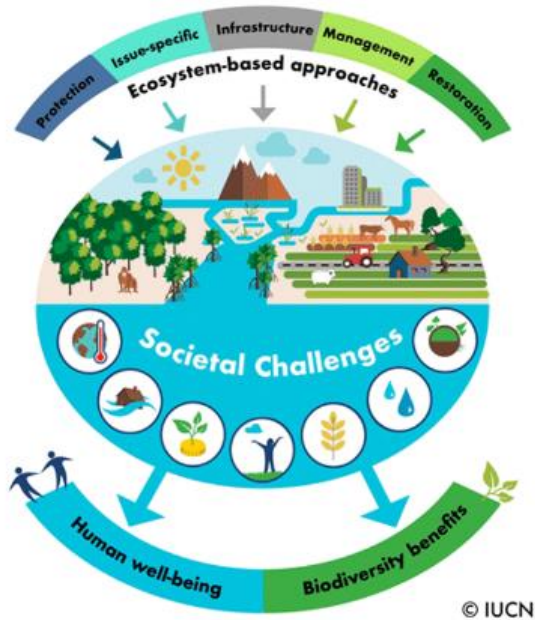 Protection
Issue-specific
Infrastructure
Management
Restoration
Ecosystem-based approaches
Societal Challenges
Human well-being
Biodiversity benefits
© IUCN